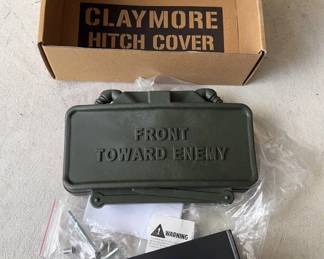 CLAYMORE
HITCH COVER
FRONT
TOWARD ENEMY
WARNING